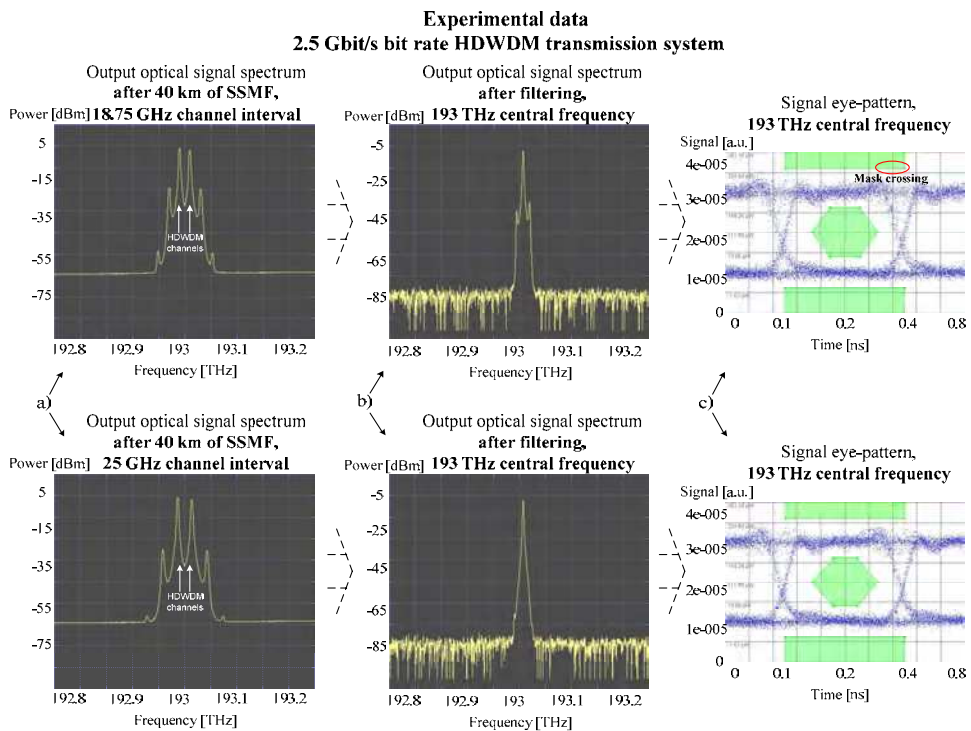 Experimental data
2.5 Gbit/s bit rate HDWDM transmission system
Output optical signal spectrum
after 40 km of SSMF,
Power [dBm] 18.75 GHz channel interval
5
-15
-35
-55
-75
HDWDM
channels
192.8 192.9 193 193.1 193.2
Frequency [THz]
Output optical signal spectrum
after filtering,
Power [dBm] 193 THz central frequency
-5
-25
-45
-65
-85
192.8 192.9 193 193.1 193.2
Frequency [THz]
Signal eye-pattern,
193 THz central frequency
Signal [a.u.]
4e-005
3e-005
2e-005
1e-005
0
Mask crossing
0 0.1 0.2 0.4 0.8
Time [ns]
a)
b)
c)
Output optical signal spectrum
after 40 km of SSMF,
Power [dBm] 25 GHz channel interval
5
-15
-35
-55
-75
HDWDM
channels
192.8 192.9 193 193.1 193.2
Frequency [THz]
Output optical signal spectrum
after filtering,
Power [dBm] 193 THz central frequency
-5
-25
-45
-65
-85
192.8 192.9 193 193.1 193.2
Frequency [THz]
Signal eye-pattern,
193 THz central frequency
Signal [a.u.]
4e-005
3e-005
2e-005
1e-005
0
0 0.1 0.2 0.4 0.8
Time [ns]